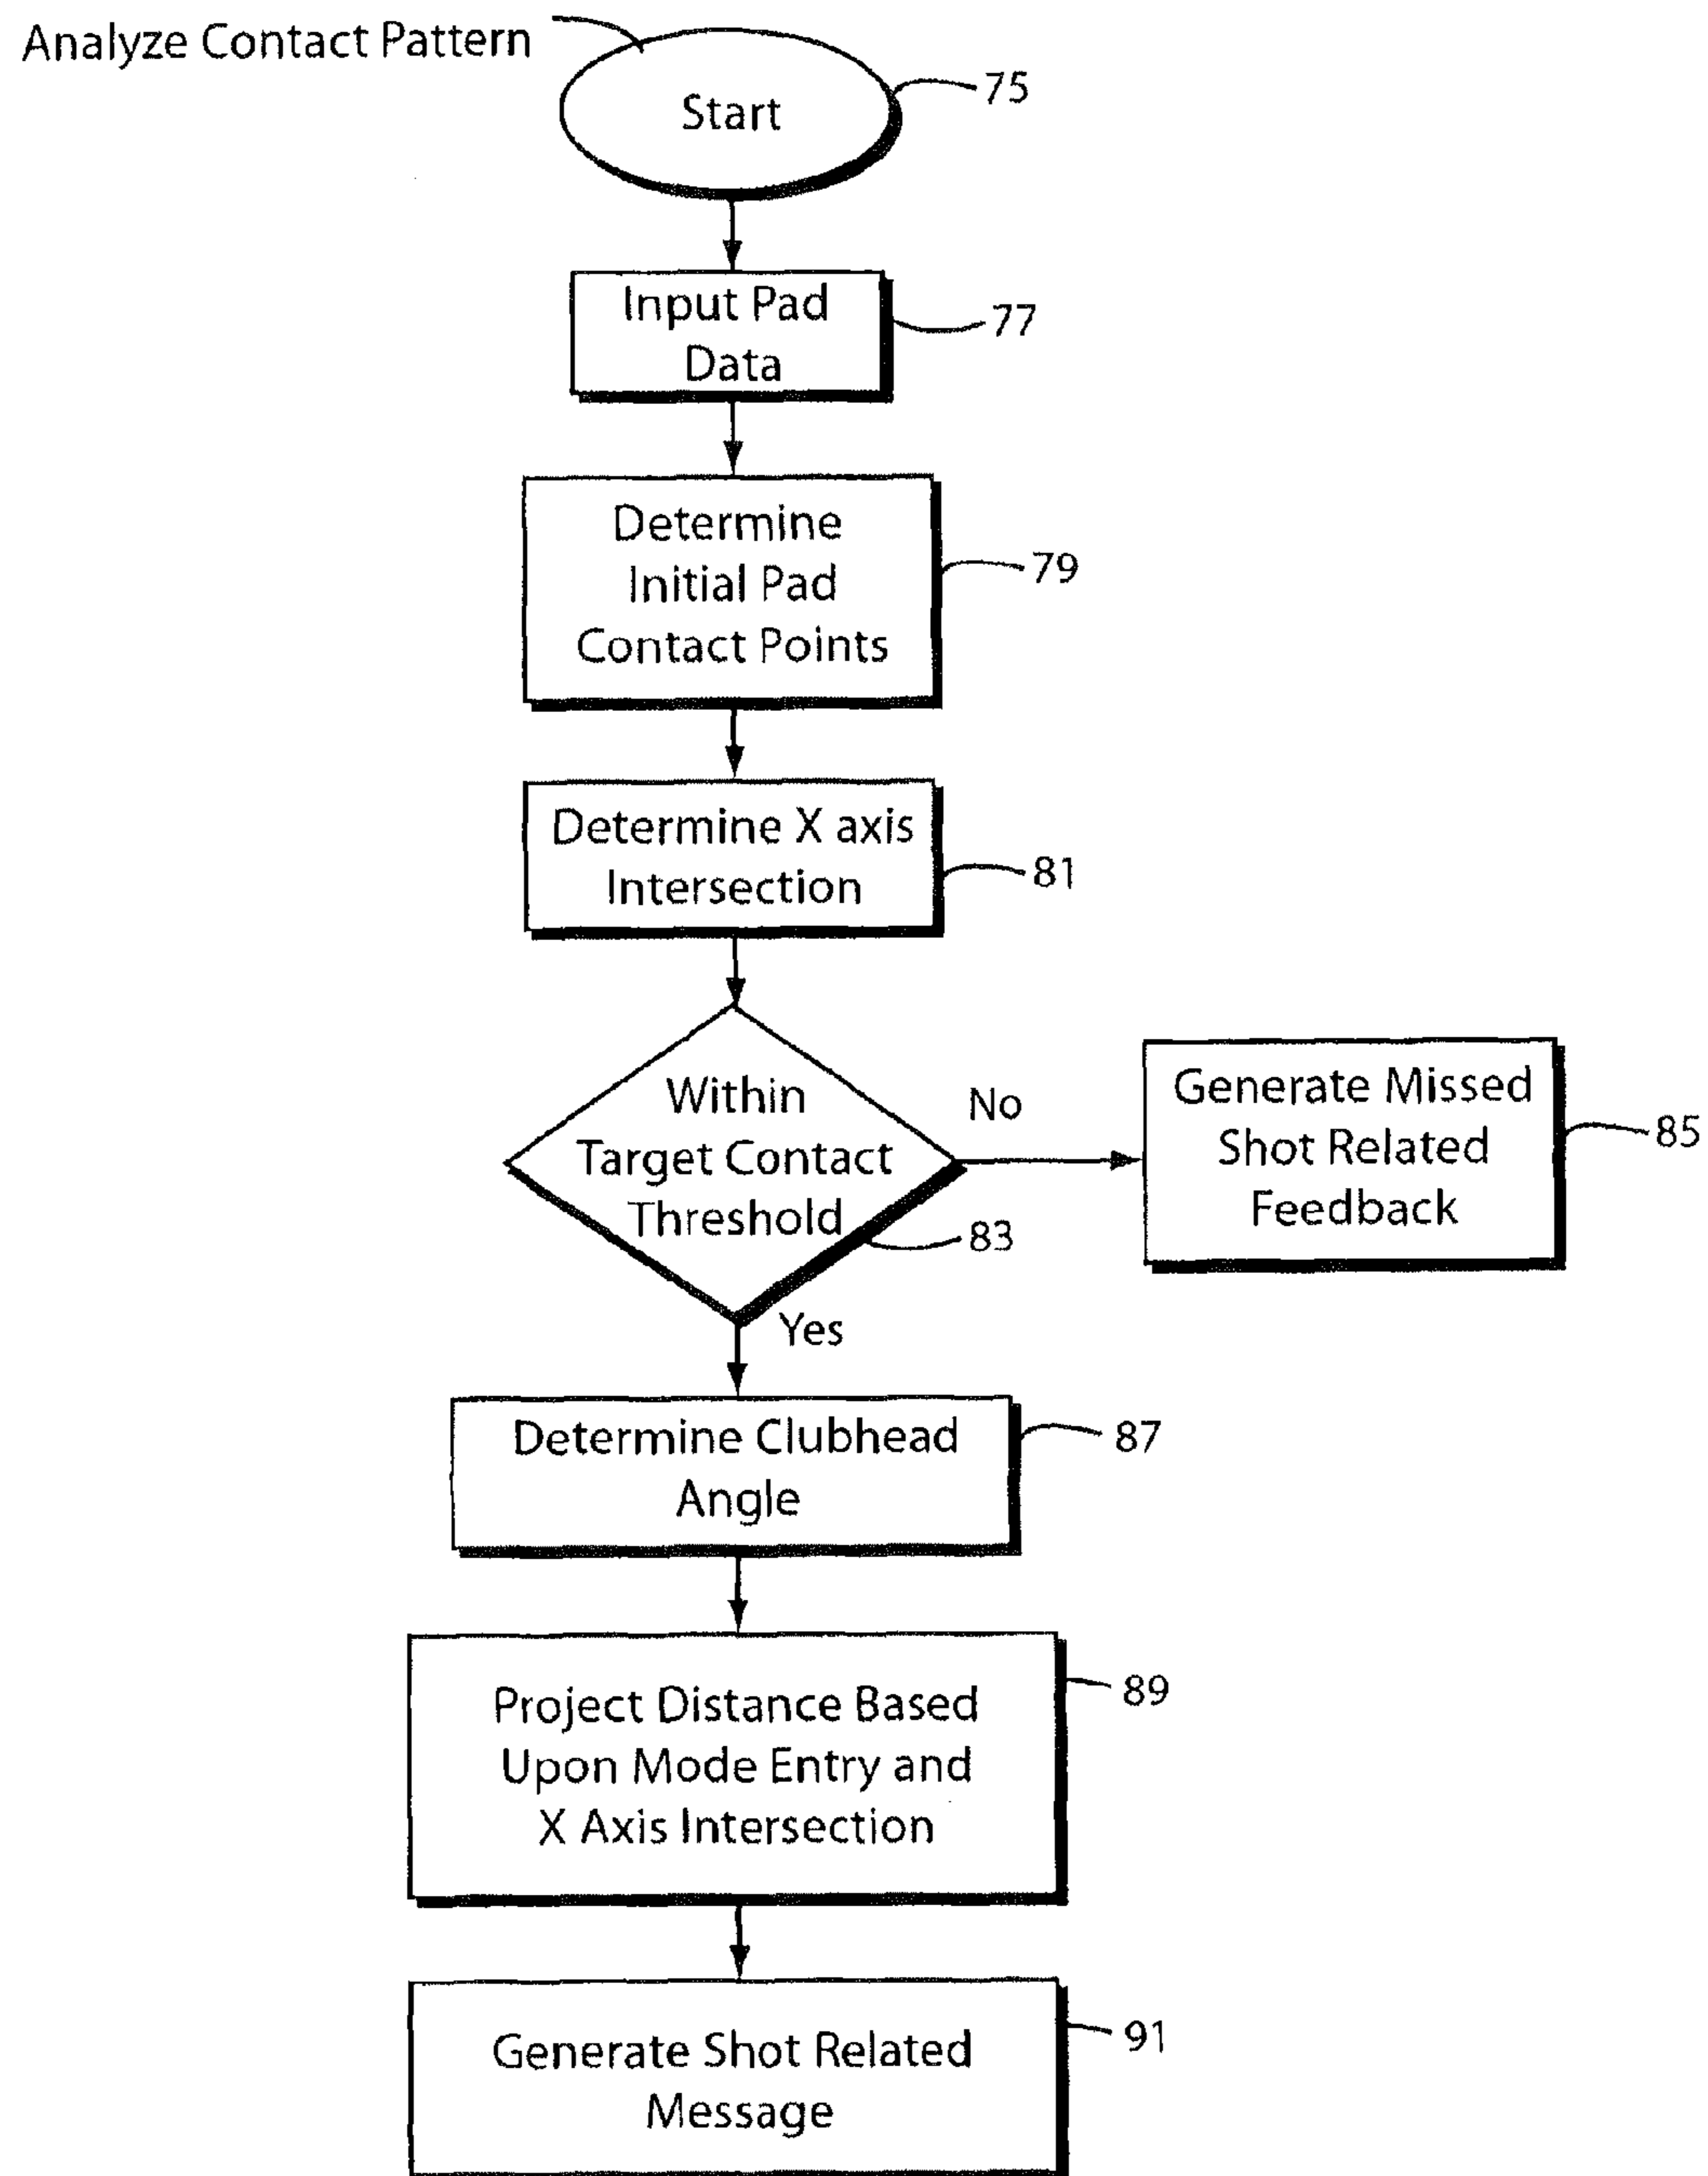 Analyze Contact Pattern
Start
75
Input Pad
Data
77
Determine
Initial Pad
Contact Points
79
Determine X axis
Intersection
81
Within
Target Contact
Threshold
83
No
Generate Missed
Shot Related
Feedback
85
Yes
Determine Clubhead
Angle
87
Project Distance Based
Upon Mode Entry and
X Axis Intersection
89
Generate Shot Related
Message
91